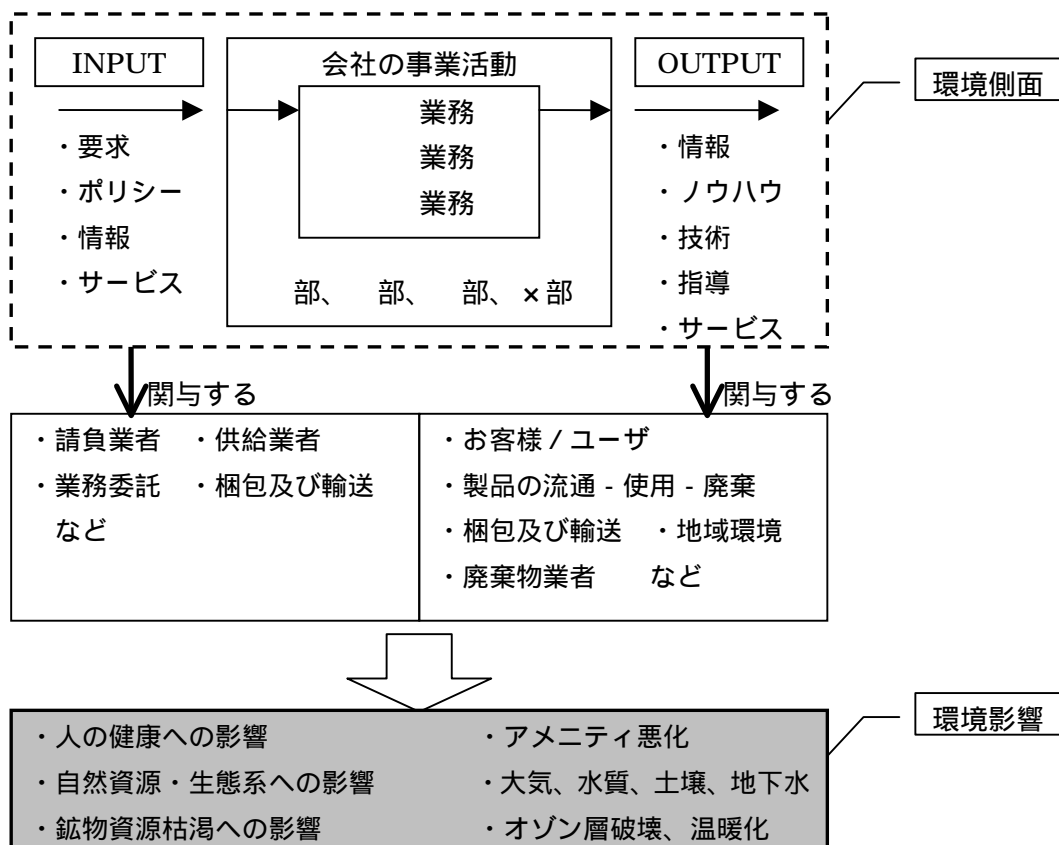 INPUT
会社の事業活動
OUTPUT
環境側面
業務
業務
業務
・要求
・ポリシー
・情報
・サービス
部、 部、 部、×部
・情報
・ノウハウ
・技術
・指導
・サービス
関与する
関与する
・請負業者 ・供給業者
・業務委託 ・梱包及び輸送
など
・お客様 / ユーザ
・製品の流通 - 使用 - 廃棄
・梱包及び輸送 ・地域環境
・廃棄物業者 など
環境影響
・人の健康への影響
・自然資源・生態系への影響
・鉱物資源枯渇への影響
・アメニティ悪化
・大気、水質、土壌、地下水
・オゾン層破壊、温暖化